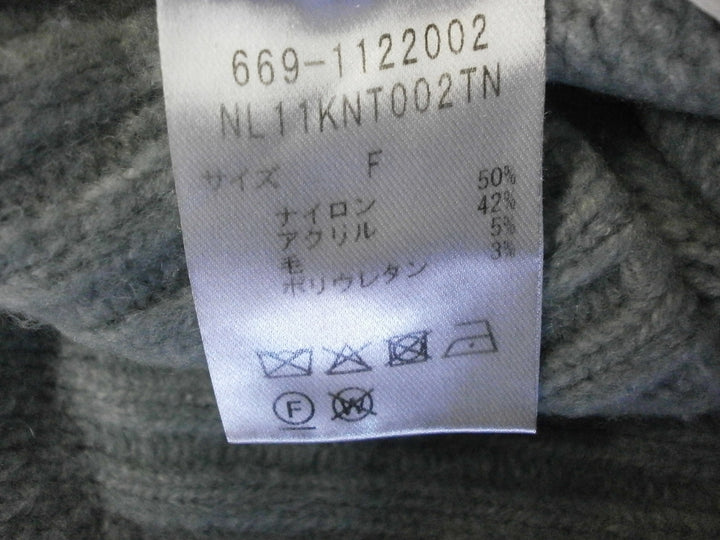 669-1122002
NL11KNT002TN
サイズ F
ナイロン 50%
アクリル 42%
毛 5%
ポリウレタン 3%
F W